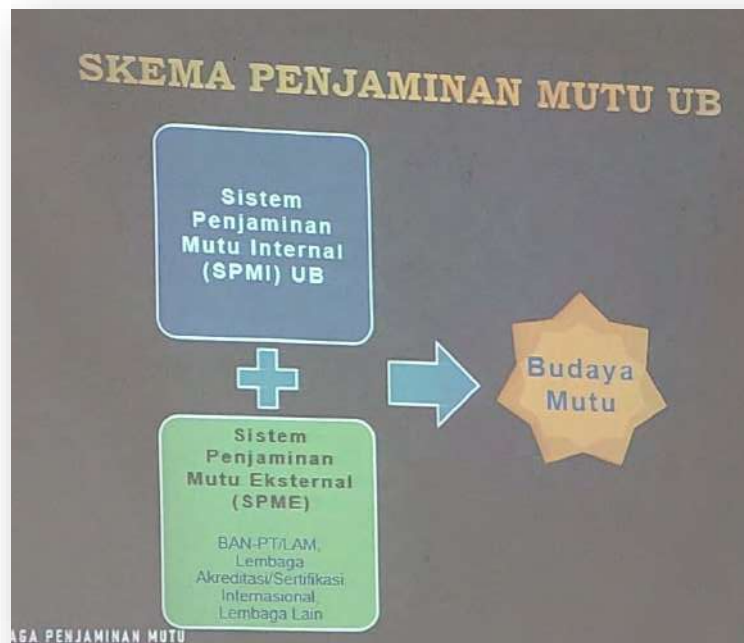 SKEMA PENJAMINAN MUTU UB
Sistem
Penjaminan
Mutu Internal
(SPMI) UB
Budaya
Mutu
Sistem
Penjaminan
Mutu Eksternal
(SPME)
BAN-PT/LAM,
Lembaga
Akreditasi/Sertifikasi
Internasional,
Lembaga Lain
AGA PENJAMINAN MUTU